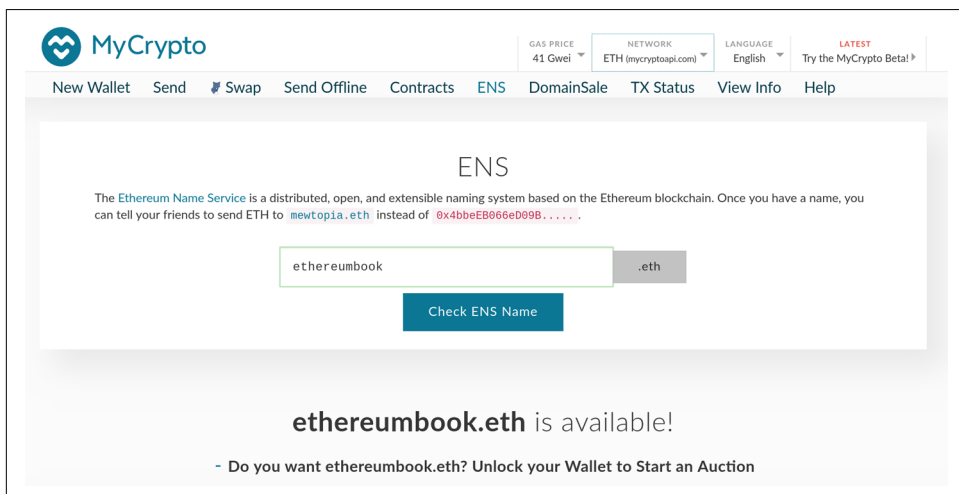 MyCrypto
GAS PRICE
41 Gwei
NETWORK
ETH (mycryptoapi.com)
LANGUAGE
English
LATEST
Try the MyCrypto Beta!
New Wallet Send Swap Send Offline Contracts ENS DomainSale TX Status View Info Help
ENS
The Ethereum Name Service is a distributed, open, and extensible naming system based on the Ethereum blockchain. Once you have a name, you
can tell your friends to send ETH to mewtopia.eth instead of 0x4bbeEB066eD09B..... .
ethereumbook .eth
Check ENS Name
ethereumbook.eth is available!
- Do you want ethereumbook.eth? Unlock your Wallet to Start an Auction